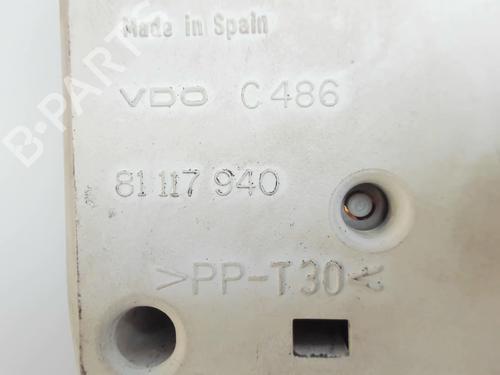 Made in Spain
VDO C486
81 117 940
>PP-T30<
B-PARTS